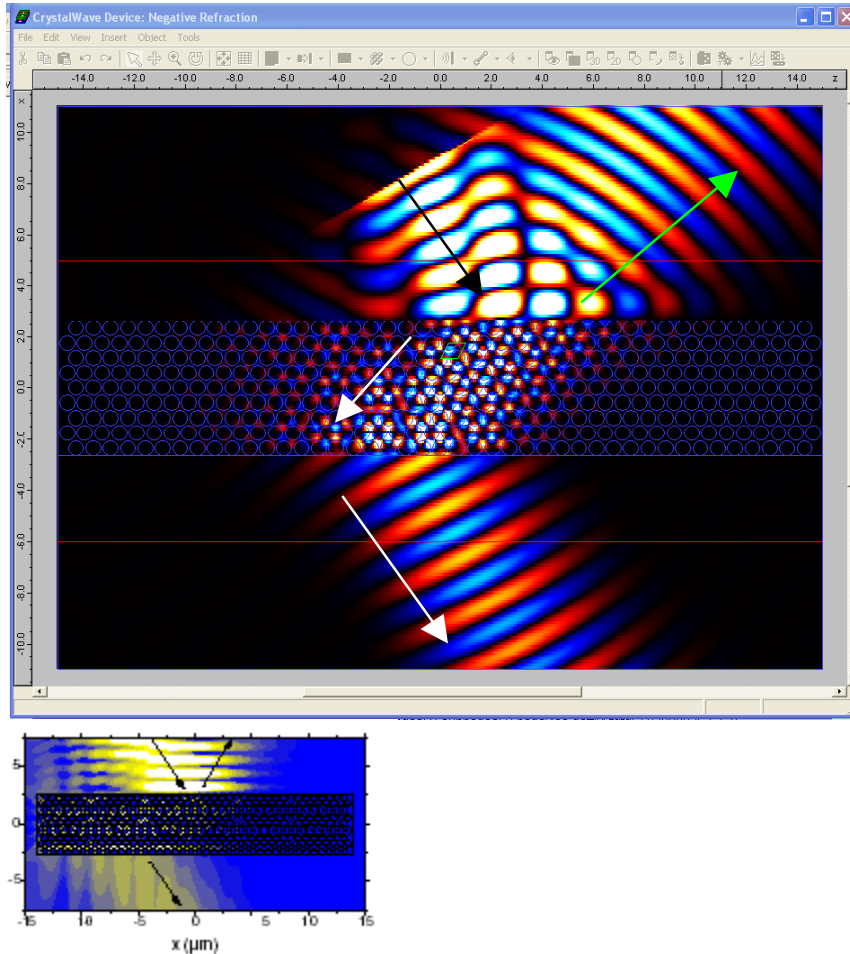 CrystalWave Device: Negative Refraction
File Edit View Insert Object Tools
-14.0 -12.0 -10.0 -8.0 -6.0 -4.0 -2.0 0.0 2.0 4.0 6.0 8.0 10.0 12.0 14.0 z
x
10.0
8.0
6.0
4.0
2.0
0.0
-2.0
-4.0
-6.0
-8.0
-10.0
5
0
-5
-15 -10 -5 0 5 10 15
x (µm)